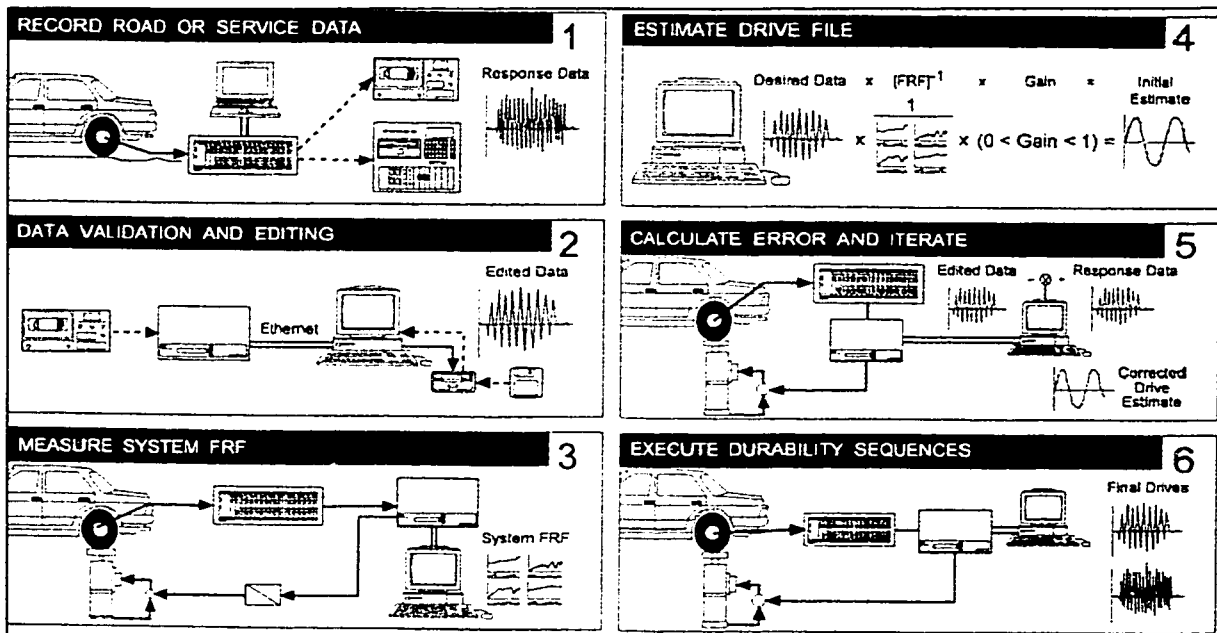 RECORD ROAD OR SERVICE DATA 1
Response Data
DATA VALIDATION AND EDITING 2
Edited Data
Ethernet
MEASURE SYSTEM FRF 3
System FRF
ESTIMATE DRIVE FILE 4
Desired Data x [FRF]-1 x Gain = Initial Estimate
1
x x (0 < Gain < 1) =
CALCULATE ERROR AND ITERATE 5
Edited Data Response Data
Corrected
Drive
Estimate
EXECUTE DURABILITY SEQUENCES 6
Final Drives